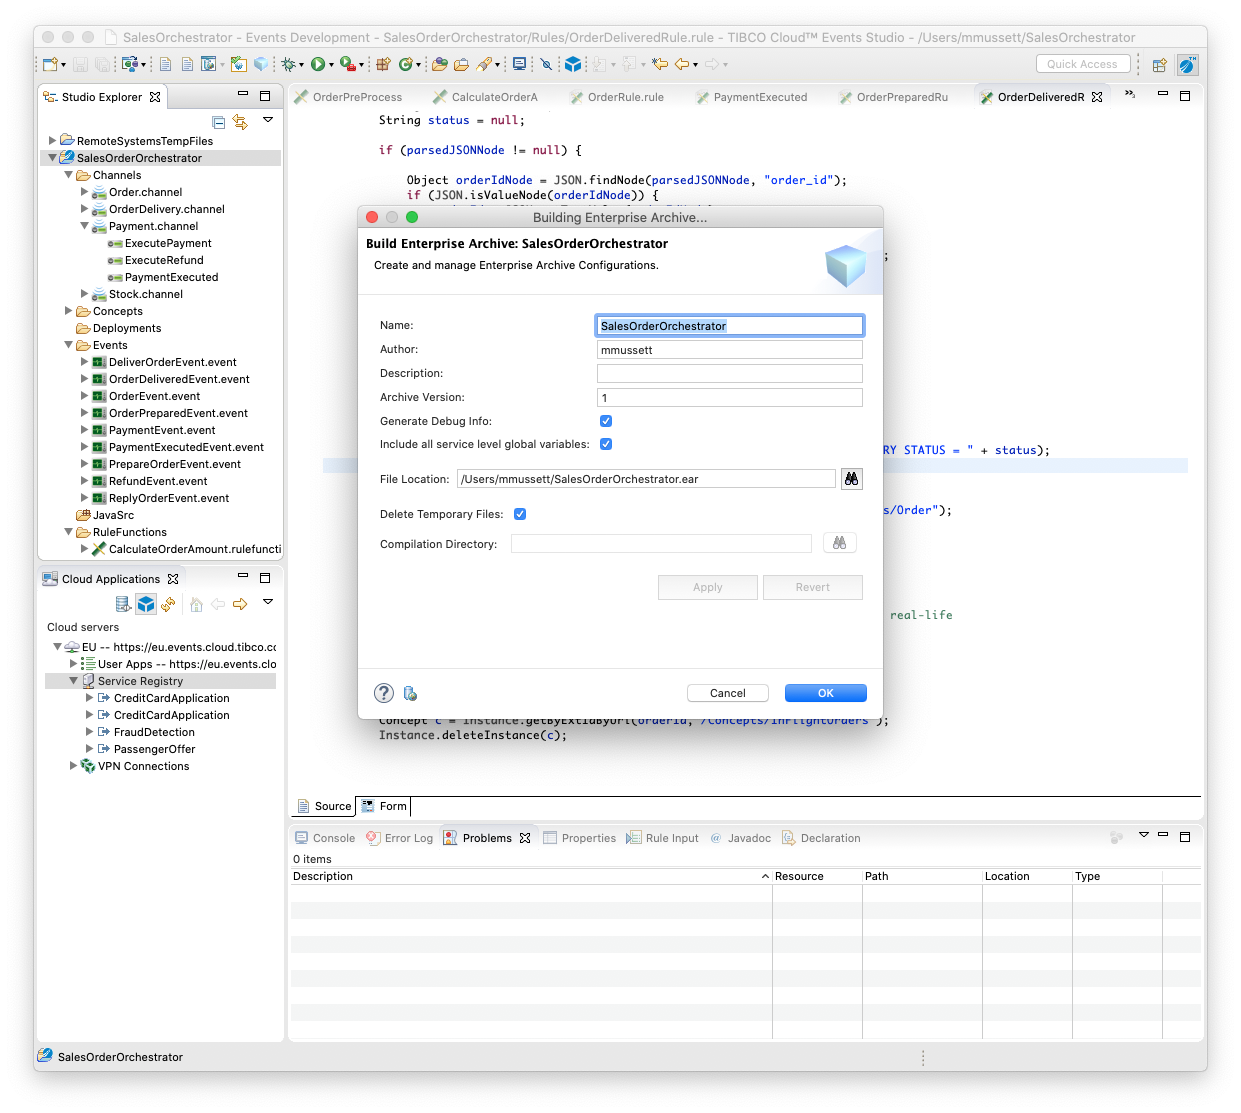 SalesOrchestrator - Events Development - SalesOrderOrchestrator/Rules/OrderDeliveredRule.rule - TIBCO Cloud™ Events Studio - /Users/mmussett/SalesOrchestrator
Quick Access
Studio Explorer
RemoteSystemsTempFiles
SalesOrderOrchestrator
Channels
Order.channel
OrderDelivery.channel
Payment.channel
ExecutePayment
ExecuteRefund
PaymentExecuted
Stock.channel
Concepts
Deployments
Events
DeliverOrderEvent.event
OrderDeliveredEvent.event
OrderEvent.event
OrderPreparedEvent.event
PaymentEvent.event
PaymentExecutedEvent.event
PrepareOrderEvent.event
RefundEvent.event
ReplyOrderEvent.event
JavaSrc
RuleFunctions
CalculateOrderAmount.rulefuncti
Cloud Applications
Cloud servers
EU -- https://eu.events.cloud.tibco.cc
User Apps -- https://eu.events.clo
Service Registry
CreditCardApplication
CreditCardApplication
FraudDetection
PassengerOffer
VPN Connections
OrderPreProcess
CalculateOrderA
OrderRule.rule
PaymentExecuted
OrderPreparedRu
OrderDeliveredR
String status = null;
if (parsedJSONNode != null) {
Object orderIdNode = JSON.findNode(parsedJSONNode, "order_id");
if (JSON.isValueNode(orderIdNode)) {
;
RY STATUS = " + status);
s/Order");
real-life
Concept c = Instance.getByExtIdByUri(orderId, "/Concepts/InflightOrders");
Instance.deleteInstance(c);
Building Enterprise Archive...
Build Enterprise Archive: SalesOrderOrchestrator
Create and manage Enterprise Archive Configurations.
Name: SalesOrderOrchestrator
Author: mmussett
Description:
Archive Version: 1
Generate Debug Info:
Include all service level global variables:
File Location: /Users/mmussett/SalesOrderOrchestrator.ear
Delete Temporary Files:
Compilation Directory:
Apply Revert
Cancel OK
Source Form
Console Error Log Problems Properties Rule Input Javadoc Declaration
0 items
Description Resource Path Location Type
SalesOrderOrchestrator